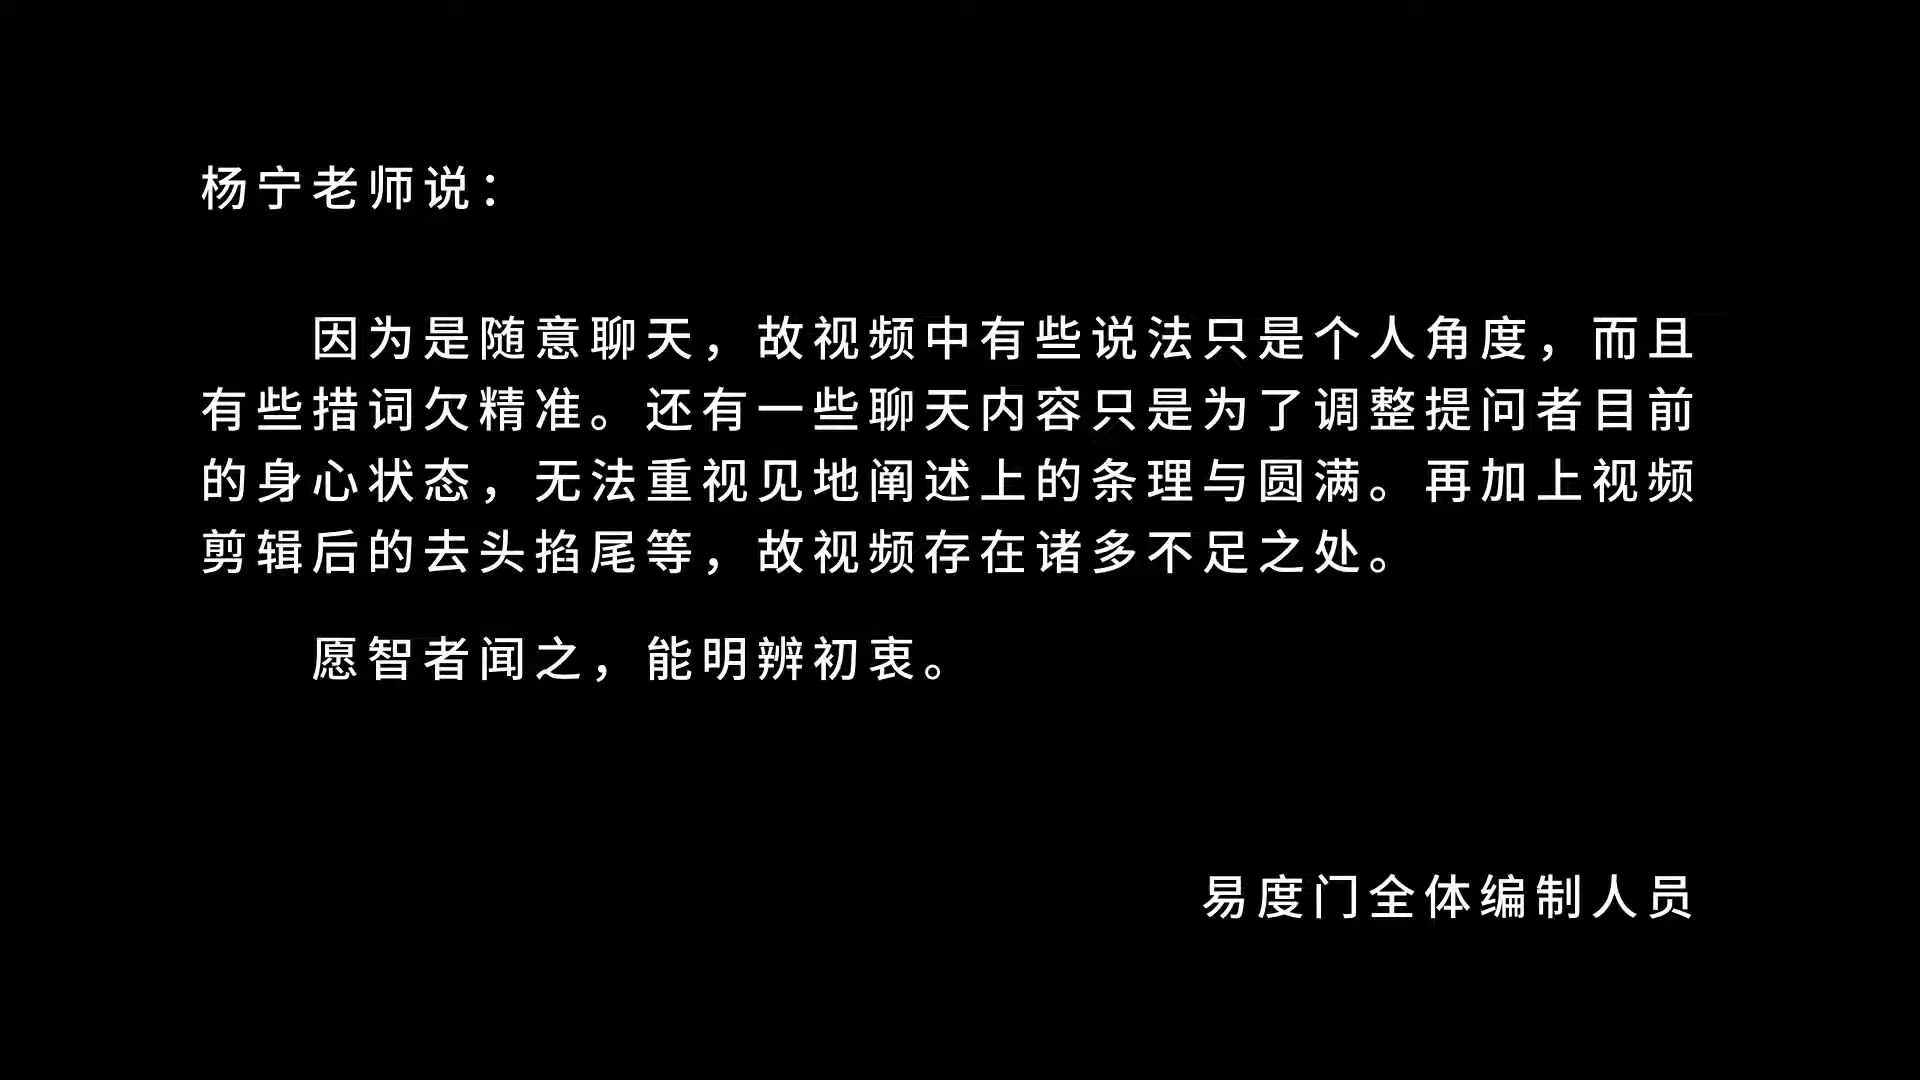 杨宁老师说：
因为是随意聊天，故视频中有些说法只是个人角度，而且
有些措词欠精准。还有一些聊天内容只是为了调整提问者目前
的身心状态，无法重视见地阐述上的条理与圆满。再加上视频
剪辑后的去头掐尾等，故视频存在诸多不足之处。
愿智者闻之，能明辨初衷。
易度门全体编制人员